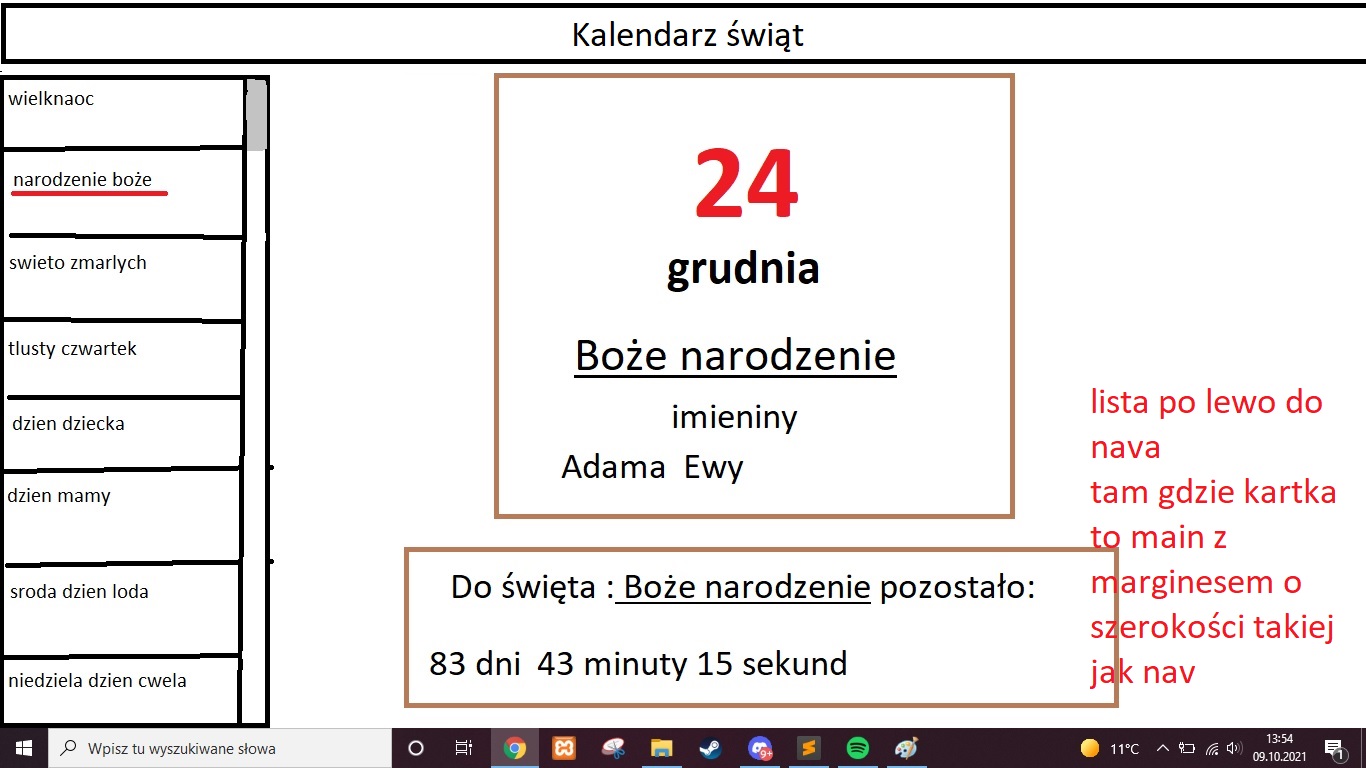 Kalendarz świąt
wielknaoc
narodzenie boże
swieto zmarlych
tlusty czwartek
dzien dziecka
dzien mamy
sroda dzien loda
niedziela dzien cwela
24
grudnia
Boże narodzenie
imieniny
Adama Ewy
Do święta : Boże narodzenie pozostało:
83 dni 43 minuty 15 sekund
lista po lewo do
nava
tam gdzie kartka
to main z
marginesem o
szerokości takiej
jak nav
Wpisz tu wyszukiwane słowa
9+
11°C
13:54
09.10.2021
1